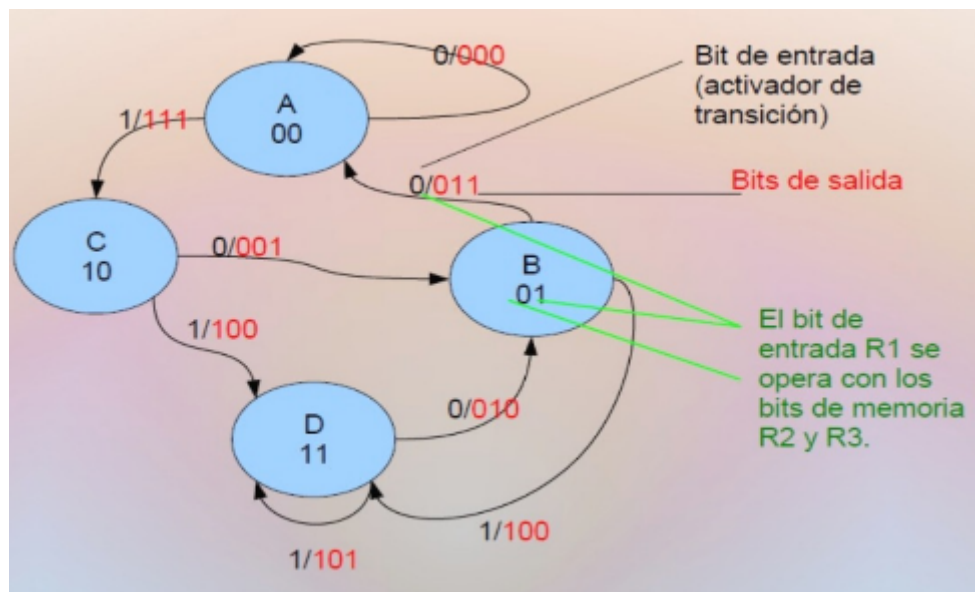 0/000
Bit de entrada
(activador de
transición)
A
00
1/111
0/011
Bits de salida
C
10
0/001
B
01
El bit de
entrada R1 se
opera con los
bits de memoria
R2 y R3.
1/100
D
11
0/010
1/100
1/101